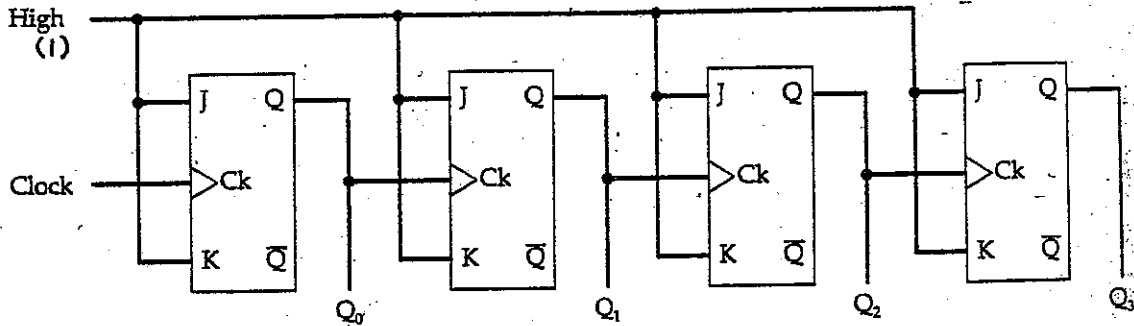 High
(1)
J Q
Ck
K Q̅
J Q
Ck
K Q̅
J Q
Ck
K Q̅
J Q
Ck
K Q̅
Clock
Q₀
Q₁
Q₂
Q₃